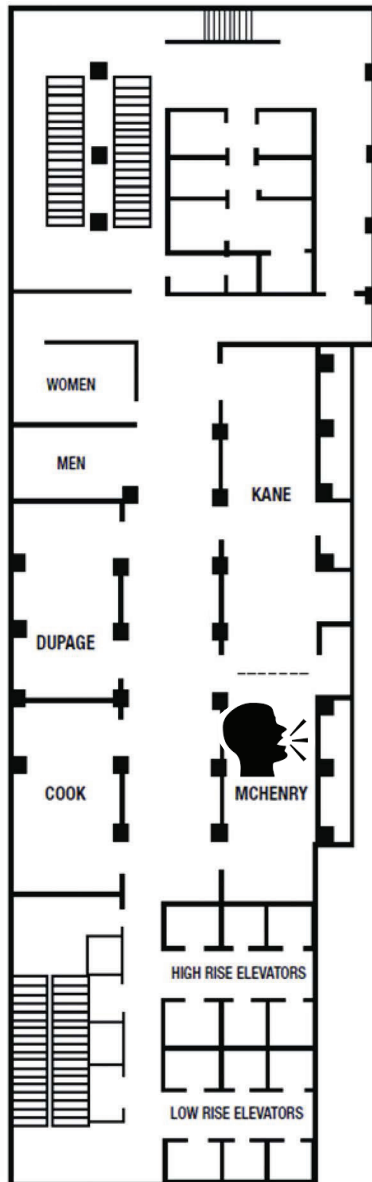 WOMEN
MEN
KANE
DUPAGE
COOK
MCHENRY
HIGH RISE ELEVATORS
LOW RISE ELEVATORS